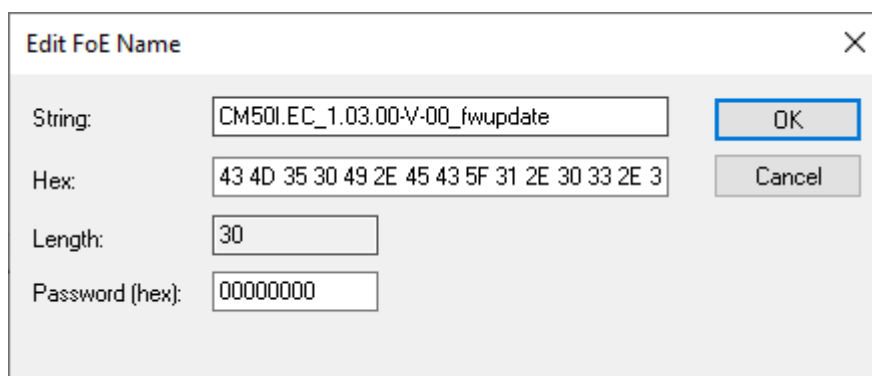 Edit FoE Name
String: CM50I.EC_1.03.00-V-00_fwupdate OK
Hex: 43 4D 35 30 49 2E 45 43 5F 31 2E 30 33 2E 3 Cancel
Length: 30
Password (hex): 00000000